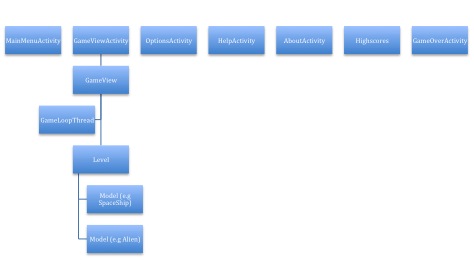 MainMenuActivity
GameViewActivity
OptionsActivity
HelpActivity
AboutActivity
Highscores
GameOverActivity
GameView
GameLoopThread
Level
Model (e.g
SpaceShip)
Model (e,g Alien)